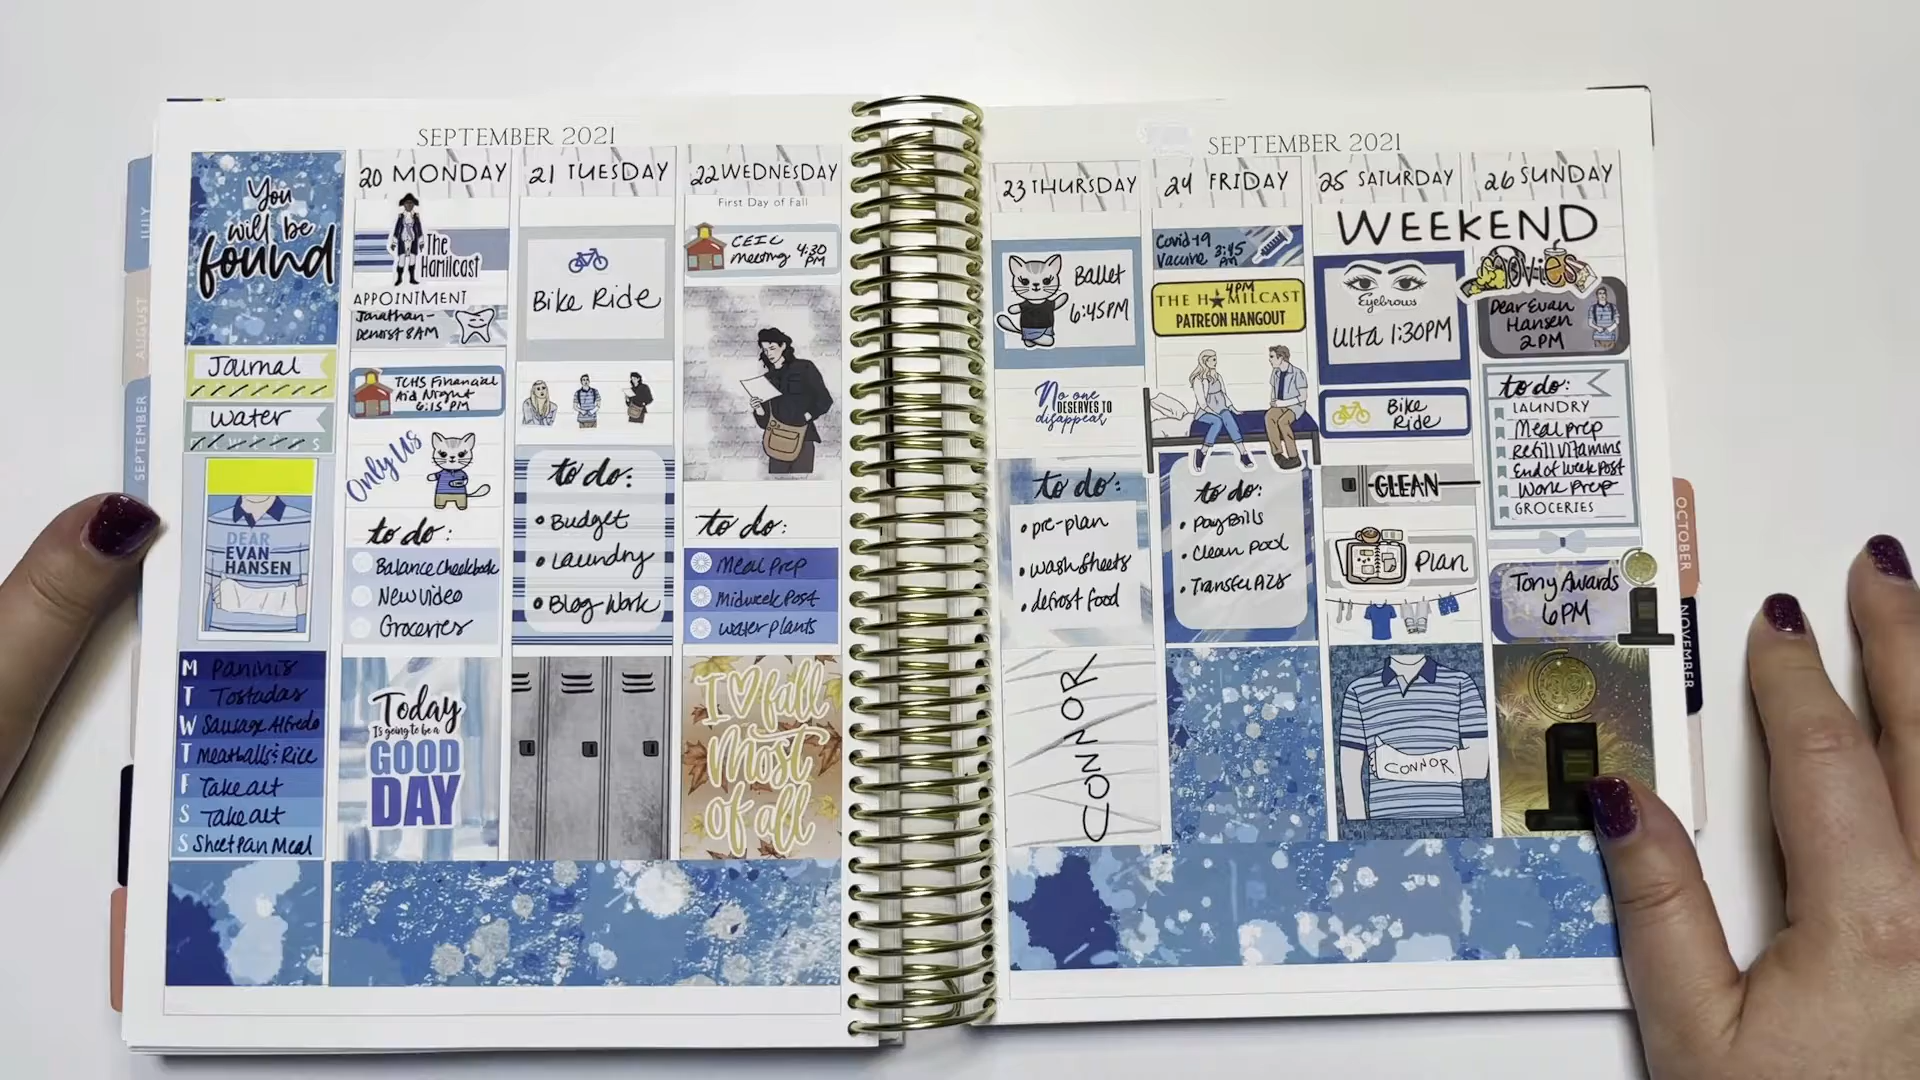 SEPTEMBER 2021
You
will be
found
Journal
water
DEAR
EVAN
HANSEN
M Paninis
T Tostadas
W Sausage Alfredo
T Meatballs & Rice
F Takeout
S Takeout
S Sheet Pan Meal
20 MONDAY
The
Hamilcast
APPOINTMENT
Jonathan-
Dentist 8AM
TCHS Financial
Aid Night
6:15 PM
Only Us
to do:
Balance Checkbook
New video
Groceries
Today
Is going to be a
GOOD
DAY
21 TUESDAY
Bike Ride
to do:
• Budget
• Laundry
• Blog Work
22 WEDNESDAY
First Day of Fall
CEIC
meeting 4:30
PM
to do:
Meal Prep
Midweek Post
water plants
I ♡ fall
Most
of all
SEPTEMBER 2021
23 THURSDAY
Ballet
6:45PM
No one
DESERVES TO
disappear
to do:
• pre-plan
• wash sheets
• defrost food
CONNOR
24 FRIDAY
Covid-19
Vaccine 3:45
PM
4PM
THE HAMILCAST
PATREON HANGOUT
to do:
• Pay Bills
• Clean pool
• Transfer AZS
WEEKEND
25 SATURDAY
Eyebrows
Ulta 1:30PM
Bike
Ride
CLEAN
Plan
CONNOR
26 SUNDAY
MOVIES
Dear Evan
Hansen
2PM
to do:
LAUNDRY
Meal prep
Refill vitamins
End of Week Post
Work Prep
GROCERIES
Tony Awards
6PM
JULY
AUGUST
SEPTEMBER
OCTOBER
NOVEMBER